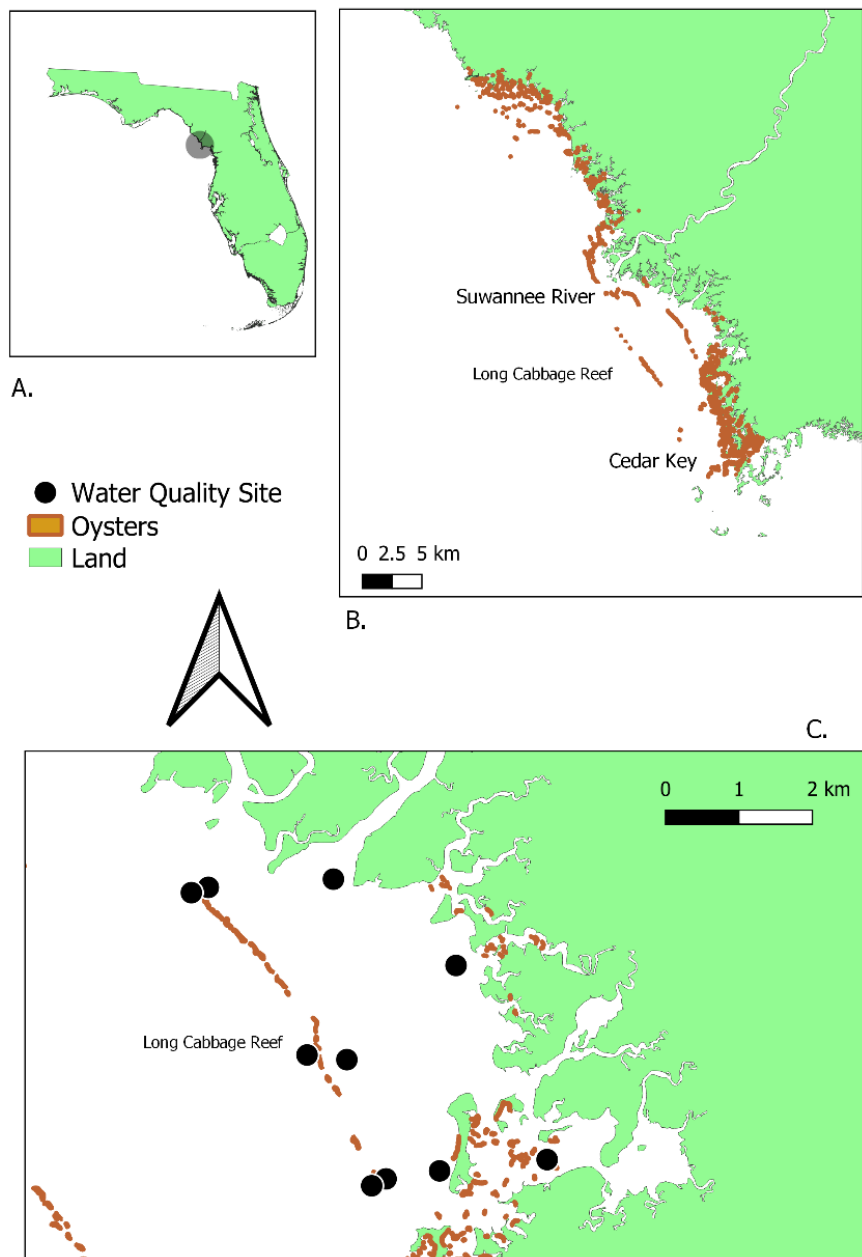 A.
Suwannee River
Long Cabbage Reef
Cedar Key
0 2.5 5 km
B.
Water Quality Site
Oysters
Land
C.
0 1 2 km
Long Cabbage Reef